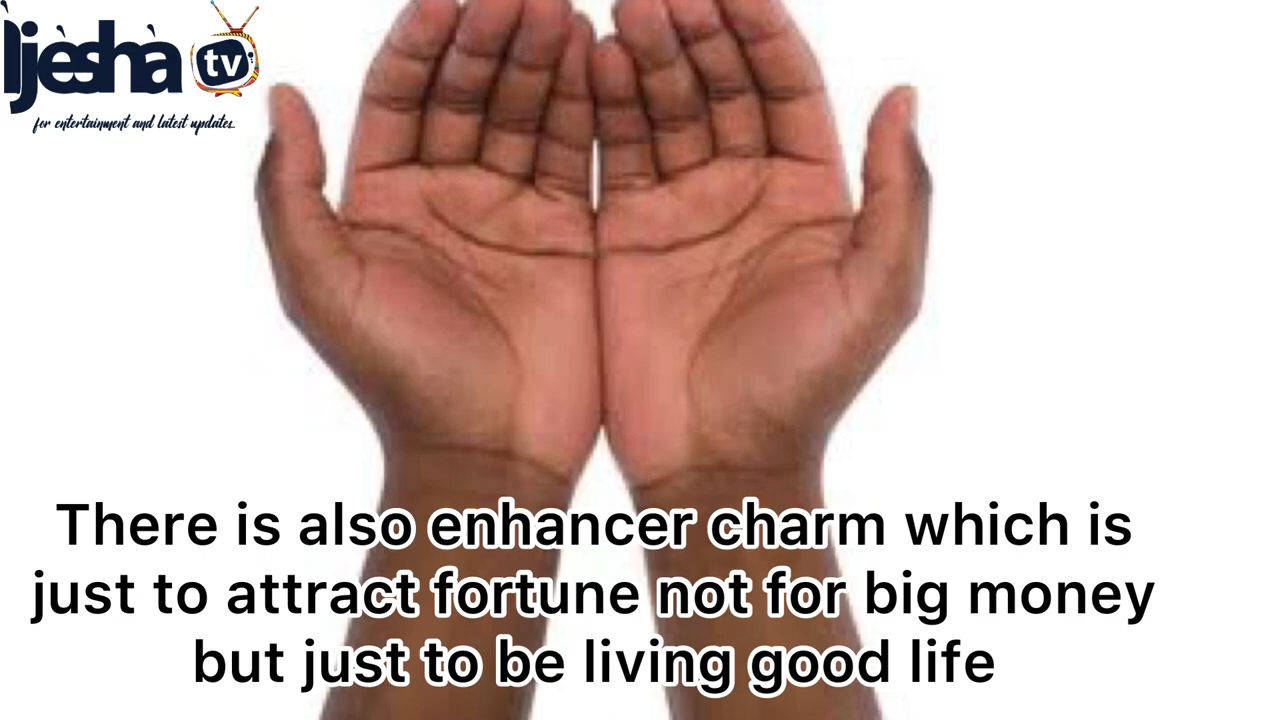 Ijesha tv
for entertainment and latest updates..
There is also enhancer charm which is
just to attract fortune not for big money
but just to be living good life